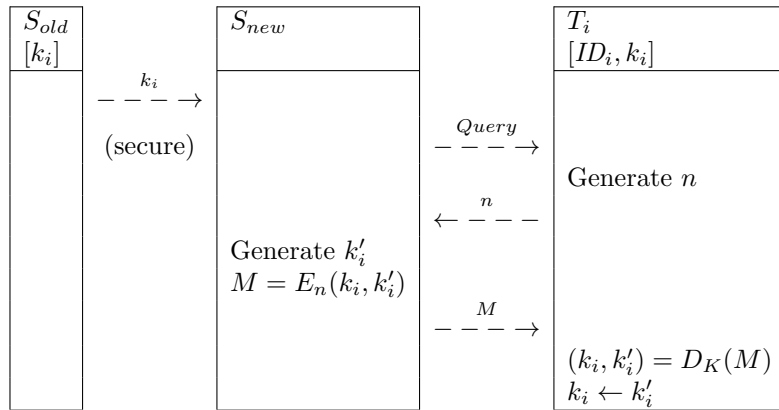 S_old
[k_i]
S_new
T_i
[ID_i, k_i]
k_i
(secure)
Query
Generate n
n
Generate k'_i
M = E_n(k_i, k'_i)
M
(k_i, k'_i) = D_K(M)
k_i ← k'_i